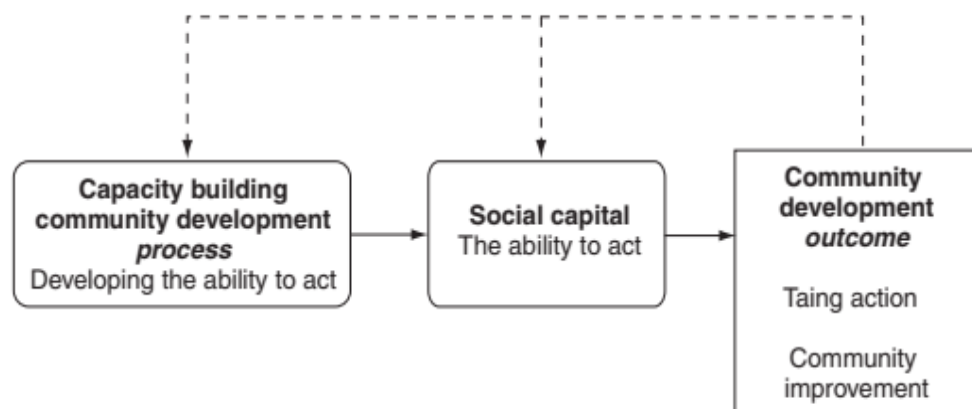 Capacity building
community development
process
Developing the ability to act
Social capital
The ability to act
Community
development
outcome
Taing action
Community
improvement